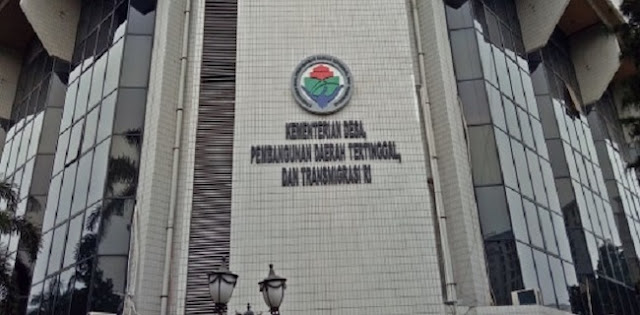 KEMENTERIAN DESA,
PEMBANGUNAN DAERAH TERTINGGAL,
DAN TRANSMIGRASI RI